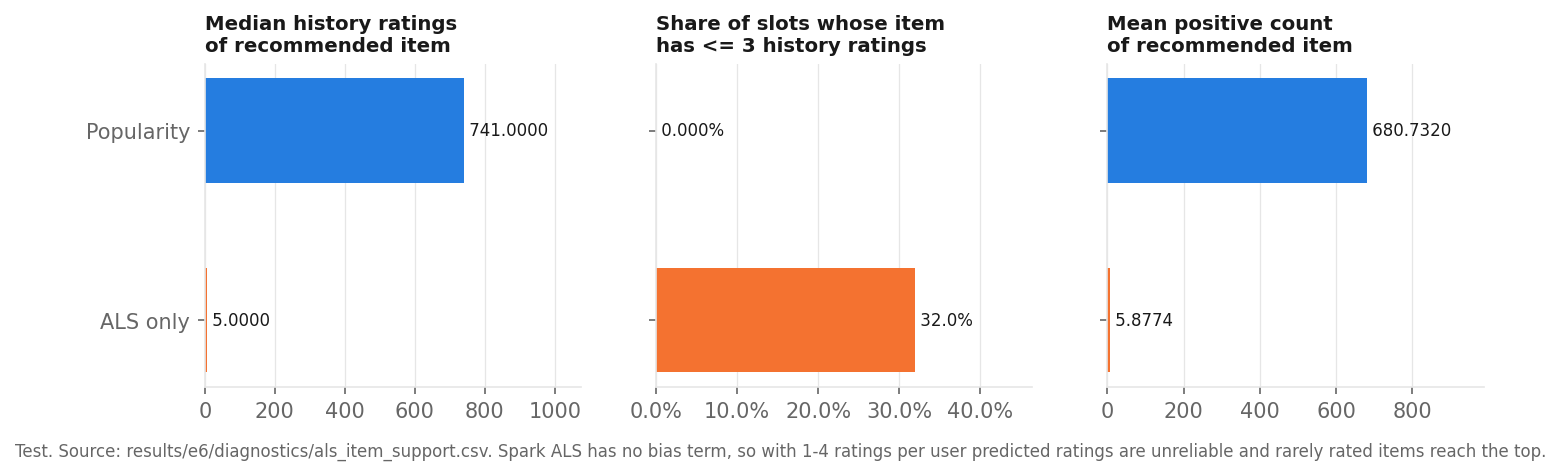 Median history ratings
of recommended item
Share of slots whose item
has <= 3 history ratings
Mean positive count
of recommended item
Popularity
741.0000
0.000%
680.7320
ALS only
5.0000
32.0%
5.8774
0 200 400 600 800 1000
0.0% 10.0% 20.0% 30.0% 40.0%
0 200 400 600 800
Test. Source: results/e6/diagnostics/als_item_support.csv. Spark ALS has no bias term, so with 1-4 ratings per user predicted ratings are unreliable and rarely rated items reach the top.